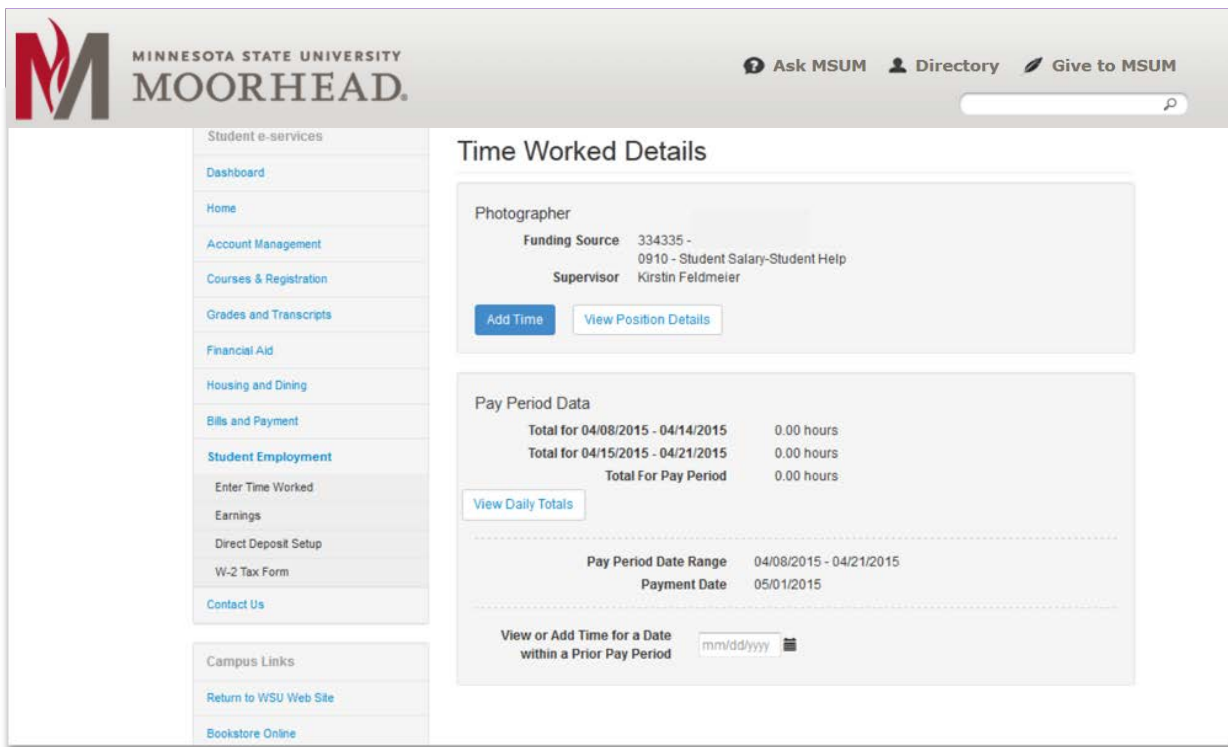 MINNESOTA STATE UNIVERSITY
MOORHEAD®
Ask MSUM Directory Give to MSUM
Student e-services
Dashboard
Home
Account Management
Courses & Registration
Grades and Transcripts
Financial Aid
Housing and Dining
Bills and Payment
Student Employment
Enter Time Worked
Earnings
Direct Deposit Setup
W-2 Tax Form
Contact Us
Campus Links
Return to WSU Web Site
Bookstore Online
Time Worked Details
Photographer
Funding Source 334335 -
0910 - Student Salary-Student Help
Supervisor Kirstin Feldmeier
Add Time View Position Details
Pay Period Data
Total for 04/08/2015 - 04/14/2015 0.00 hours
Total for 04/15/2015 - 04/21/2015 0.00 hours
Total For Pay Period 0.00 hours
View Daily Totals
Pay Period Date Range 04/08/2015 - 04/21/2015
Payment Date 05/01/2015
View or Add Time for a Date
within a Prior Pay Period mm/dd/yyyy